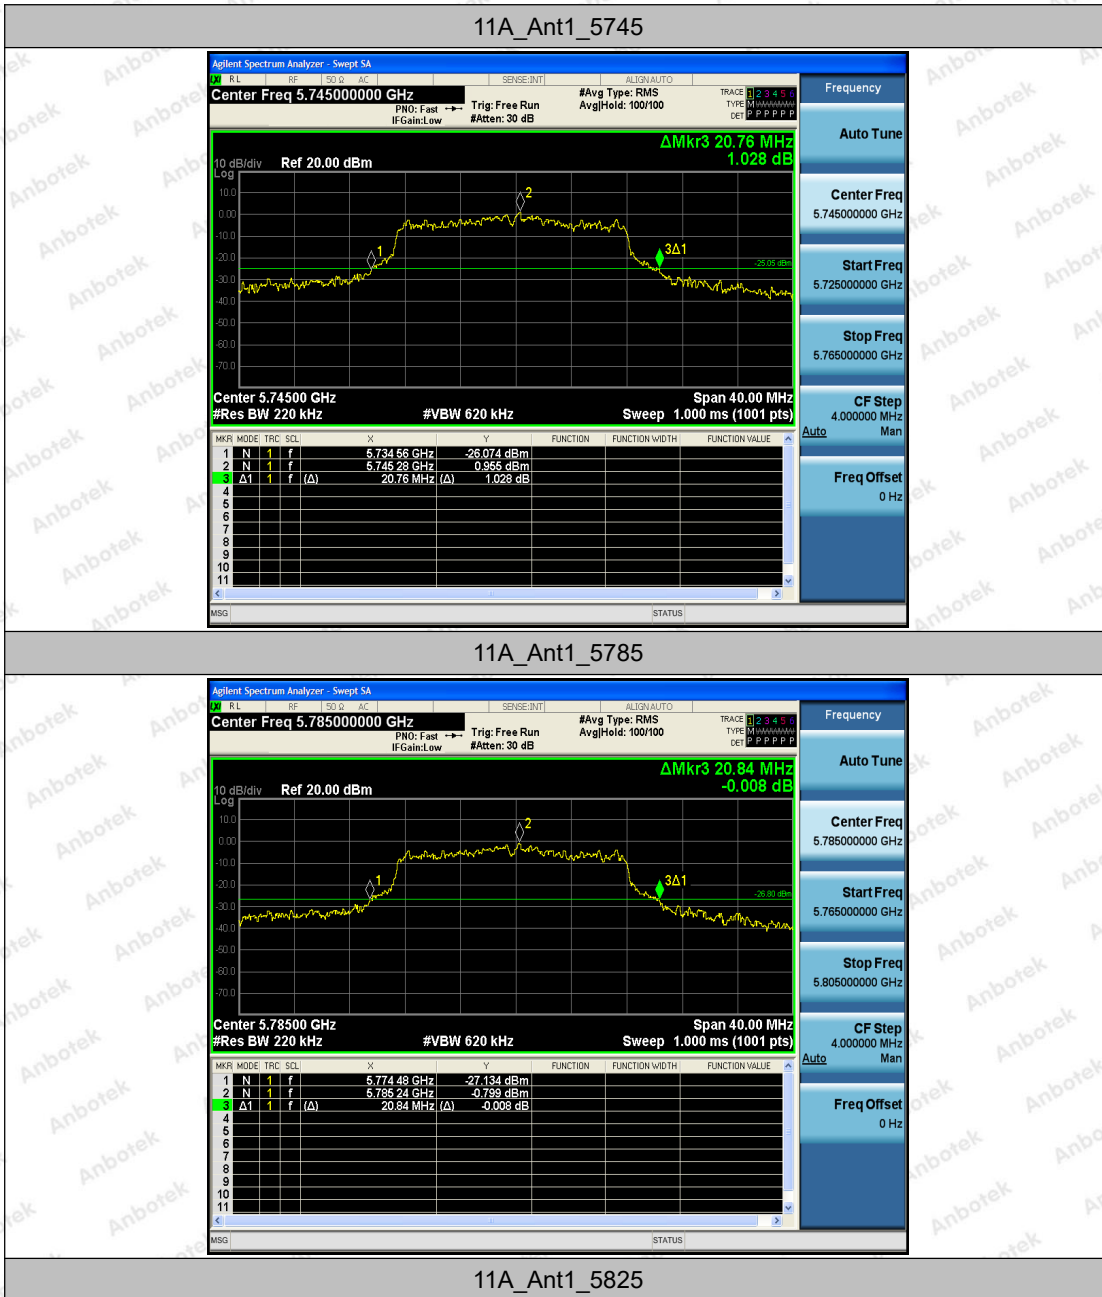 11A_Ant1_5745
Agilent Spectrum Analyzer - Swept SA
LXI RL RF 50 Ω AC SENSE:INT ALIGNAUTO
Center Freq 5.745000000 GHz
PNO: Fast
IFGain:Low
Trig: Free Run
#Atten: 30 dB
#Avg Type: RMS
Avg|Hold: 100/100
TRACE 1 2 3 4 5 6
TYPE M
DET P P P P P P
ΔMkr3 20.76 MHz
1.028 dB
10 dB/div Ref 20.00 dBm
Log
10.0
0.00
-10.0
-20.0
-30.0
-40.0
-50.0
-60.0
-70.0
1
2
3Δ1
-25.05 dBm
Center 5.74500 GHz Span 40.00 MHz
#Res BW 220 kHz #VBW 620 kHz Sweep 1.000 ms (1001 pts)
MKR MODE TRC SCL X Y FUNCTION FUNCTION WIDTH FUNCTION VALUE
1 N 1 f 5.734 56 GHz -26.074 dBm
2 N 1 f 5.745 28 GHz 0.955 dBm
3 Δ1 1 f (Δ) 20.76 MHz (Δ) 1.028 dB
4
5
6
7
8
9
10
11
MSG STATUS
Frequency
Auto Tune
Center Freq
5.745000000 GHz
Start Freq
5.725000000 GHz
Stop Freq
5.765000000 GHz
CF Step
4.000000 MHz
Auto Man
Freq Offset
0 Hz
11A_Ant1_5785
Agilent Spectrum Analyzer - Swept SA
LXI RL RF 50 Ω AC SENSE:INT ALIGNAUTO
Center Freq 5.785000000 GHz
PNO: Fast
IFGain:Low
Trig: Free Run
#Atten: 30 dB
#Avg Type: RMS
Avg|Hold: 100/100
TRACE 1 2 3 4 5 6
TYPE M
DET P P P P P P
ΔMkr3 20.84 MHz
-0.008 dB
10 dB/div Ref 20.00 dBm
Log
10.0
0.00
-10.0
-20.0
-30.0
-40.0
-50.0
-60.0
-70.0
1
2
3Δ1
-26.80 dBm
Center 5.78500 GHz Span 40.00 MHz
#Res BW 220 kHz #VBW 620 kHz Sweep 1.000 ms (1001 pts)
MKR MODE TRC SCL X Y FUNCTION FUNCTION WIDTH FUNCTION VALUE
1 N 1 f 5.774 48 GHz -27.134 dBm
2 N 1 f 5.785 24 GHz -0.799 dBm
3 Δ1 1 f (Δ) 20.84 MHz (Δ) -0.008 dB
4
5
6
7
8
9
10
11
MSG STATUS
Frequency
Auto Tune
Center Freq
5.785000000 GHz
Start Freq
5.765000000 GHz
Stop Freq
5.805000000 GHz
CF Step
4.000000 MHz
Auto Man
Freq Offset
0 Hz
11A_Ant1_5825